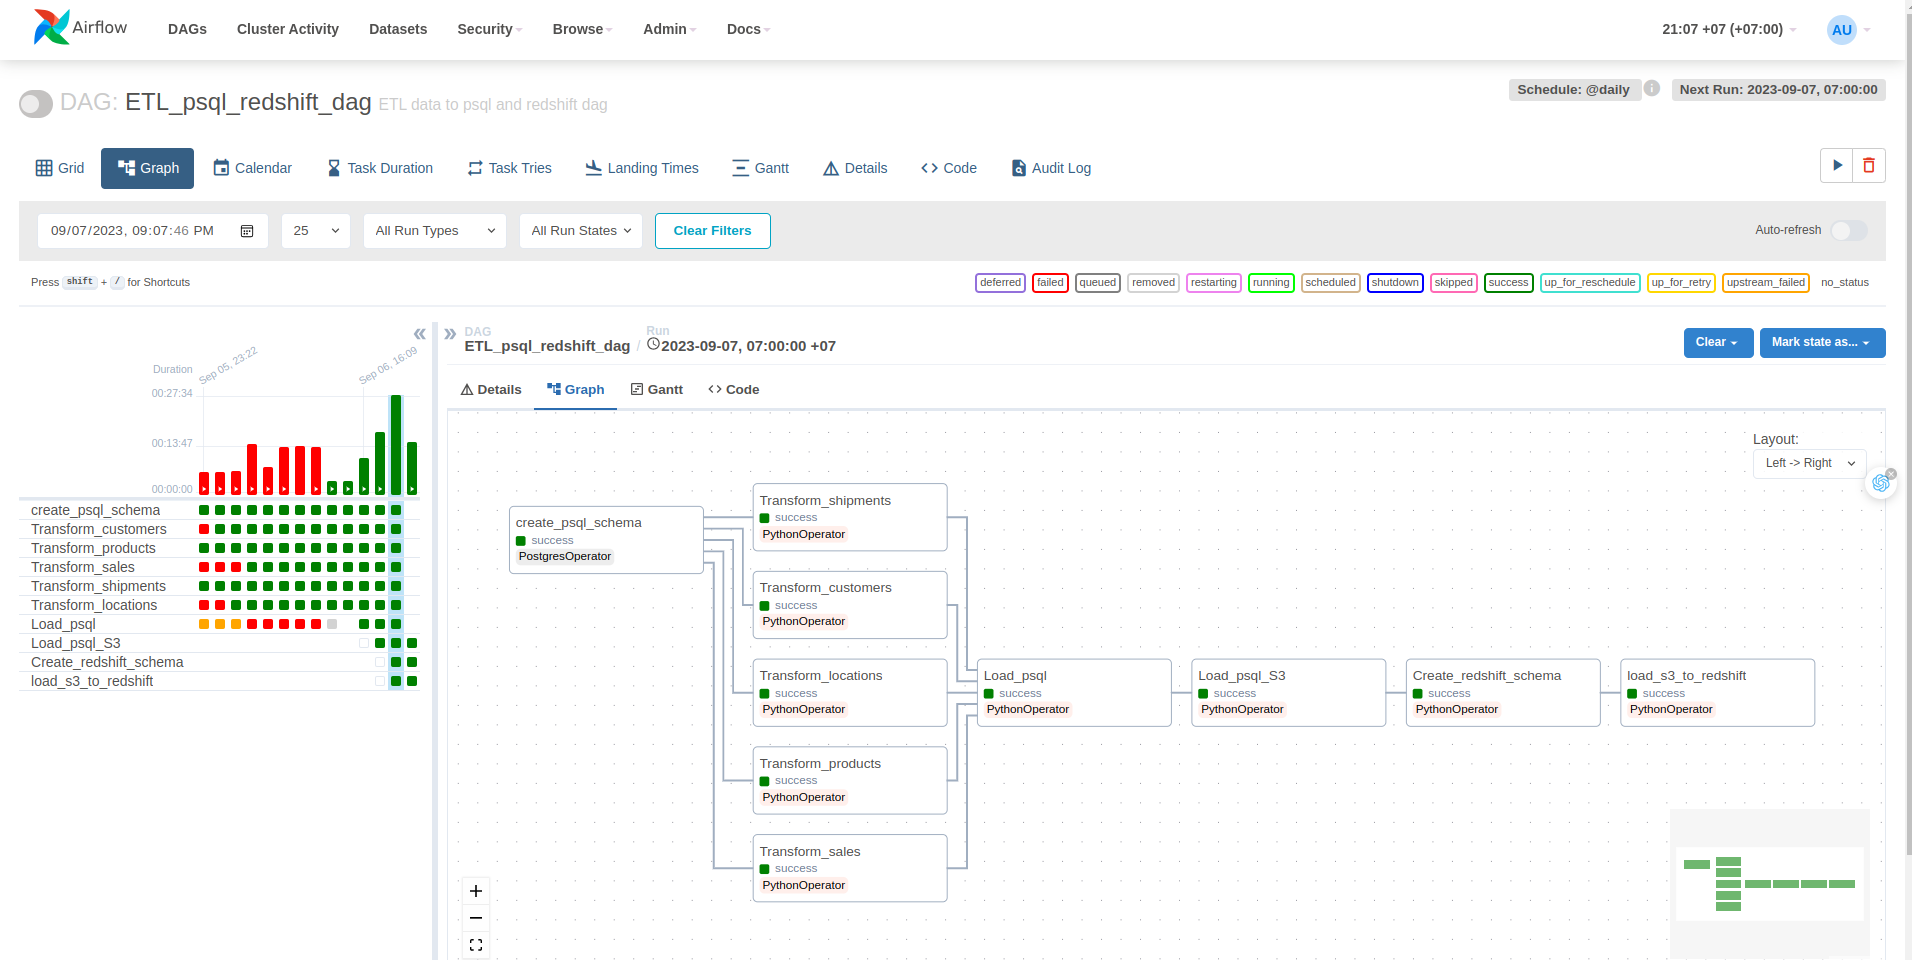 Airflow
DAGs
Cluster Activity
Datasets
Security
Browse
Admin
Docs
21:07 +07 (+07:00)
AU
DAG: ETL_psql_redshift_dag ETL data to psql and redshift dag
Schedule: @daily
i
Next Run: 2023-09-07, 07:00:00
Grid
Graph
Calendar
Task Duration
Task Tries
Landing Times
Gantt
Details
Code
Audit Log
09/07/2023, 09:07:46 PM
25
All Run Types
All Run States
Clear Filters
Auto-refresh
Press shift + / for Shortcuts
deferred
failed
queued
removed
restarting
running
scheduled
shutdown
skipped
success
up_for_reschedule
up_for_retry
upstream_failed
no_status
Sep 05, 23:22
Sep 06, 16:09
Duration
00:27:34
00:13:47
00:00:00
create_psql_schema
Transform_customers
Transform_products
Transform_sales
Transform_shipments
Transform_locations
Load_psql
Load_psql_S3
Create_redshift_schema
load_s3_to_redshift
DAG
ETL_psql_redshift_dag
/
Run
2023-09-07, 07:00:00 +07
Clear
Mark state as...
Details
Graph
Gantt
Code
Layout:
Left -> Right
create_psql_schema
success
PostgresOperator
Transform_shipments
success
PythonOperator
Transform_customers
success
PythonOperator
Transform_locations
success
PythonOperator
Transform_products
success
PythonOperator
Transform_sales
success
PythonOperator
Load_psql
success
PythonOperator
Load_psql_S3
success
PythonOperator
Create_redshift_schema
success
PythonOperator
load_s3_to_redshift
success
PythonOperator